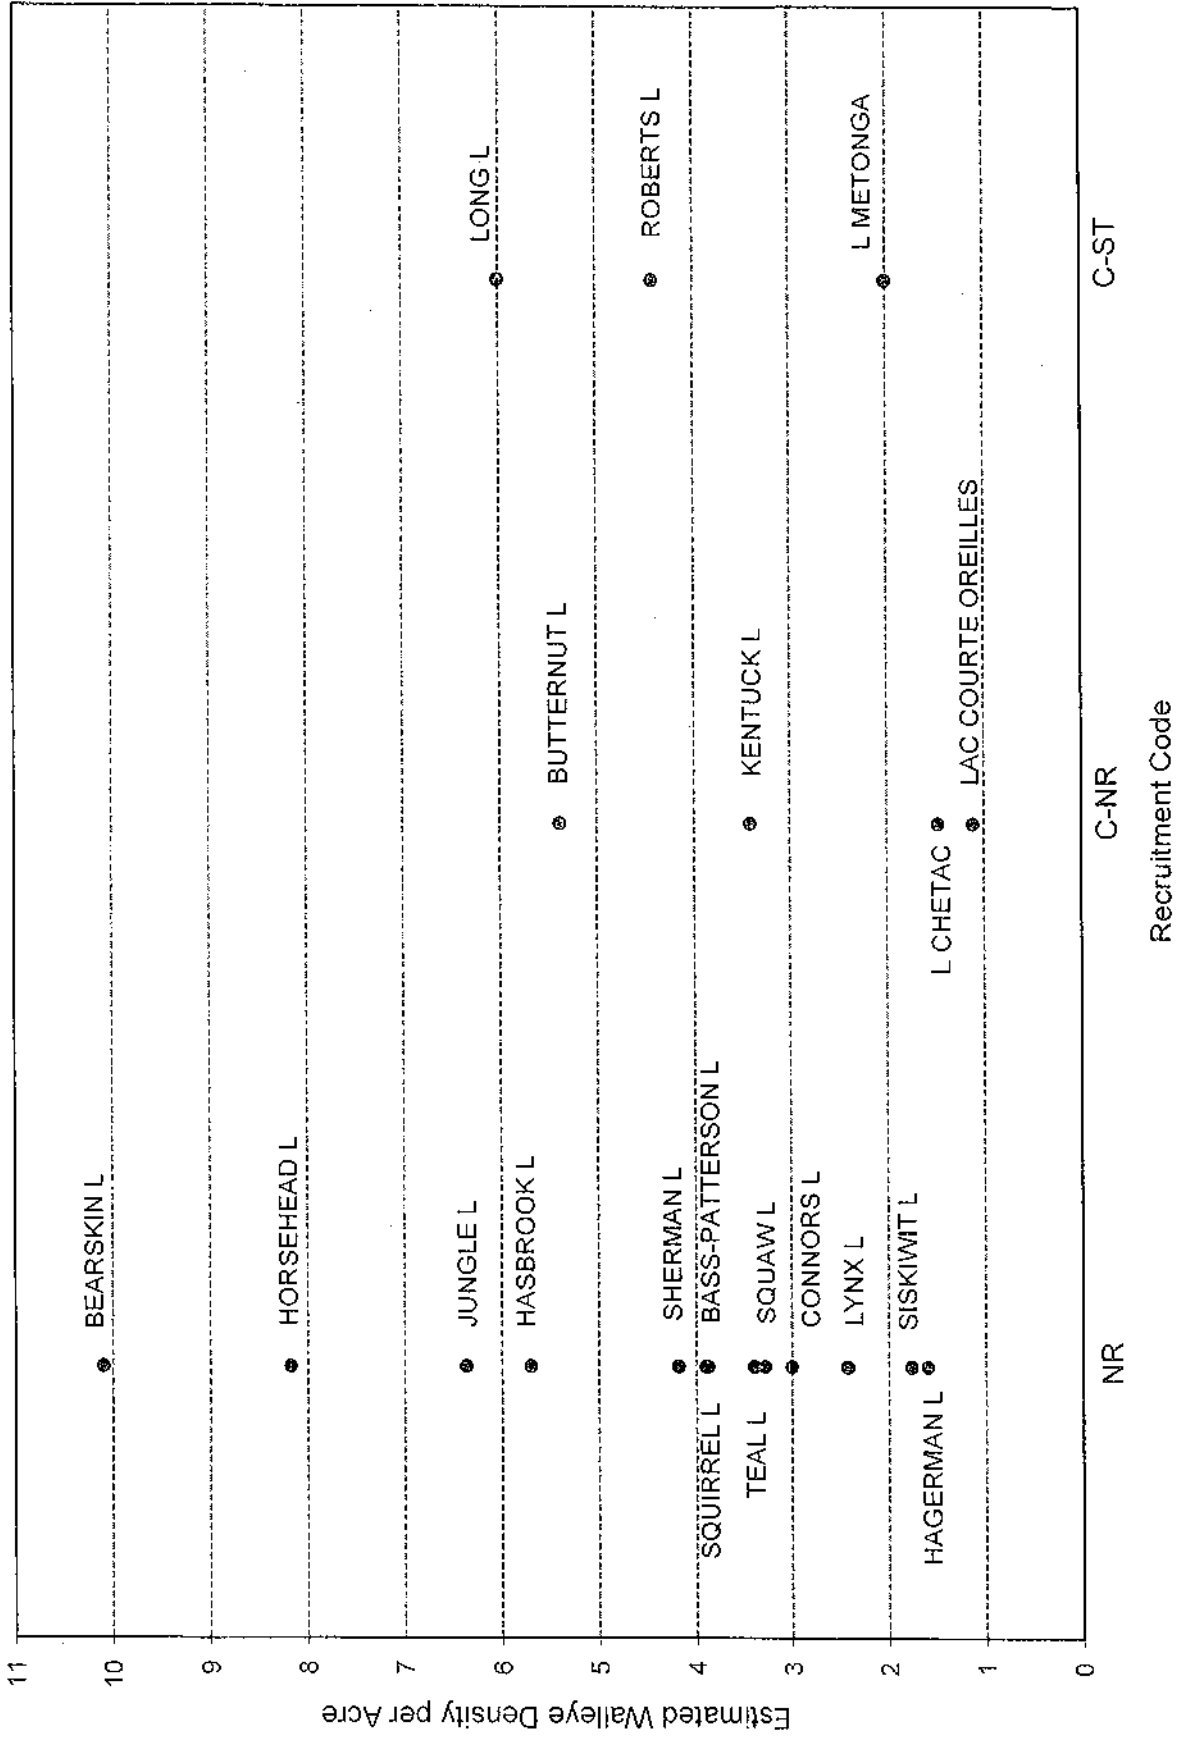 Estimated Walleye Density per Acre
11
10
9
8
7
6
5
4
3
2
1
0
BEARSKIN L
HORSEHEAD L
JUNGLE L
HASBROOK L
SHERMAN L
SQUIRREL L
BASS-PATTERSON L
TEAL L
SQUAW L
CONNORS L
LYNX L
SISKIWIT L
HAGERMAN L
BUTTERNUT L
KENTUCK L
L CHETAC
LAC COURTE OREILLES
LONG L
ROBERTS L
L METONGA
NR
C-NR
C-ST
Recruitment Code